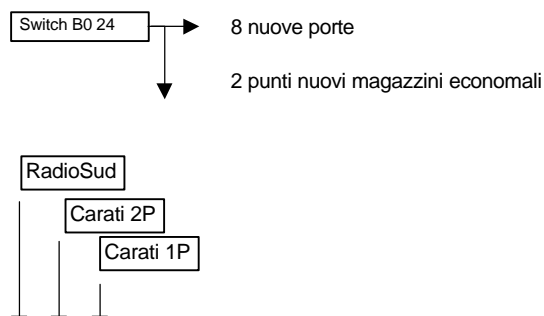 Switch B0 24
8 nuove porte
2 punti nuovi magazzini economali
RadioSud
Carati 2P
Carati 1P